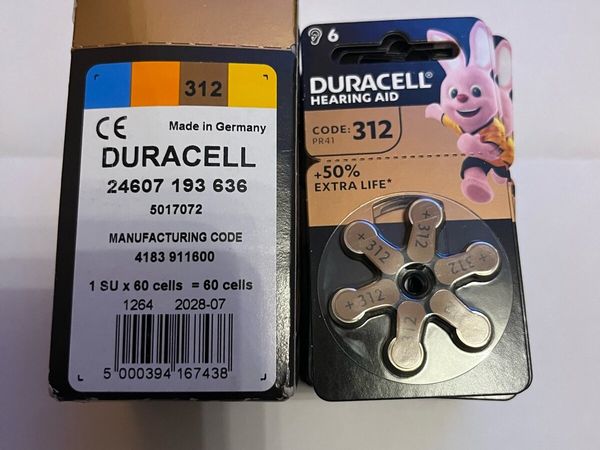 312
CE
Made in Germany
DURACELL
24607 193 636
5017072
MANUFACTURING CODE
4183 911600
1 SU x 60 cells = 60 cells
1264 2028-07
5 000394 167438
6
DURACELL®
HEARING AID
CODE: 312
PR41
+50%
EXTRA LIFE*
312
+ 312
+ 312
+ 312
312